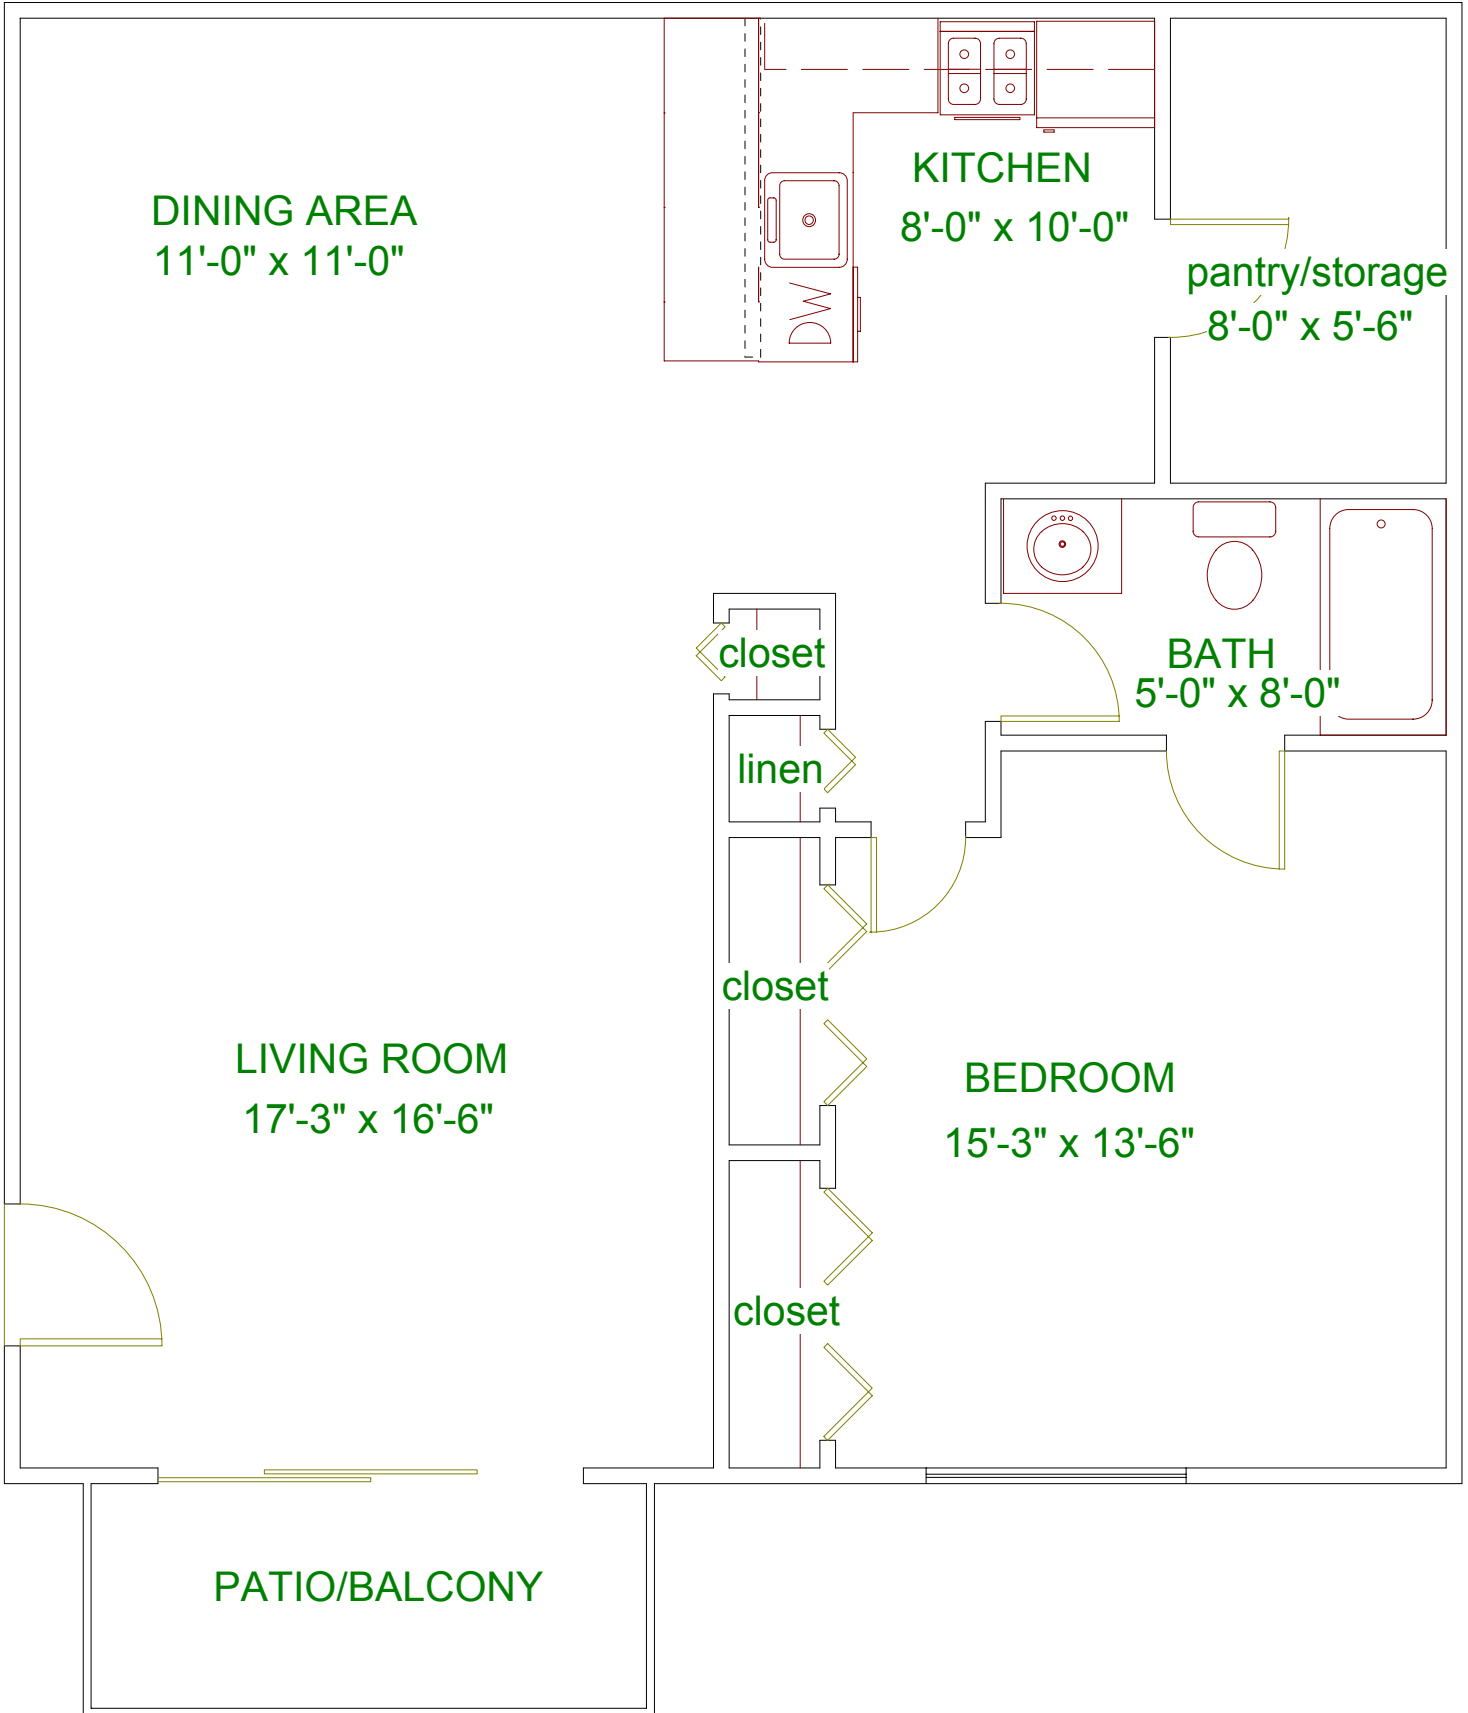 KITCHEN
8'-0" x 10'-0"
DINING AREA
11'-0" x 11'-0"
pantry/storage
8'-0" x 5'-6"
DW
closet
BATH
5'-0" x 8'-0"
linen
closet
LIVING ROOM
17'-3" x 16'-6"
BEDROOM
15'-3" x 13'-6"
closet
PATIO/BALCONY